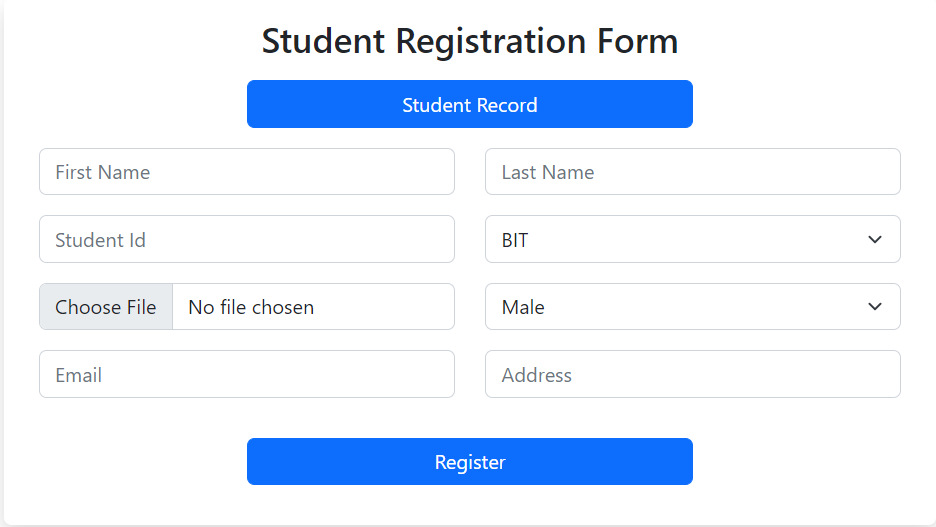 Student Registration Form
Student Record
First Name Last Name
Student Id BIT
Choose File No file chosen Male
Email Address
Register